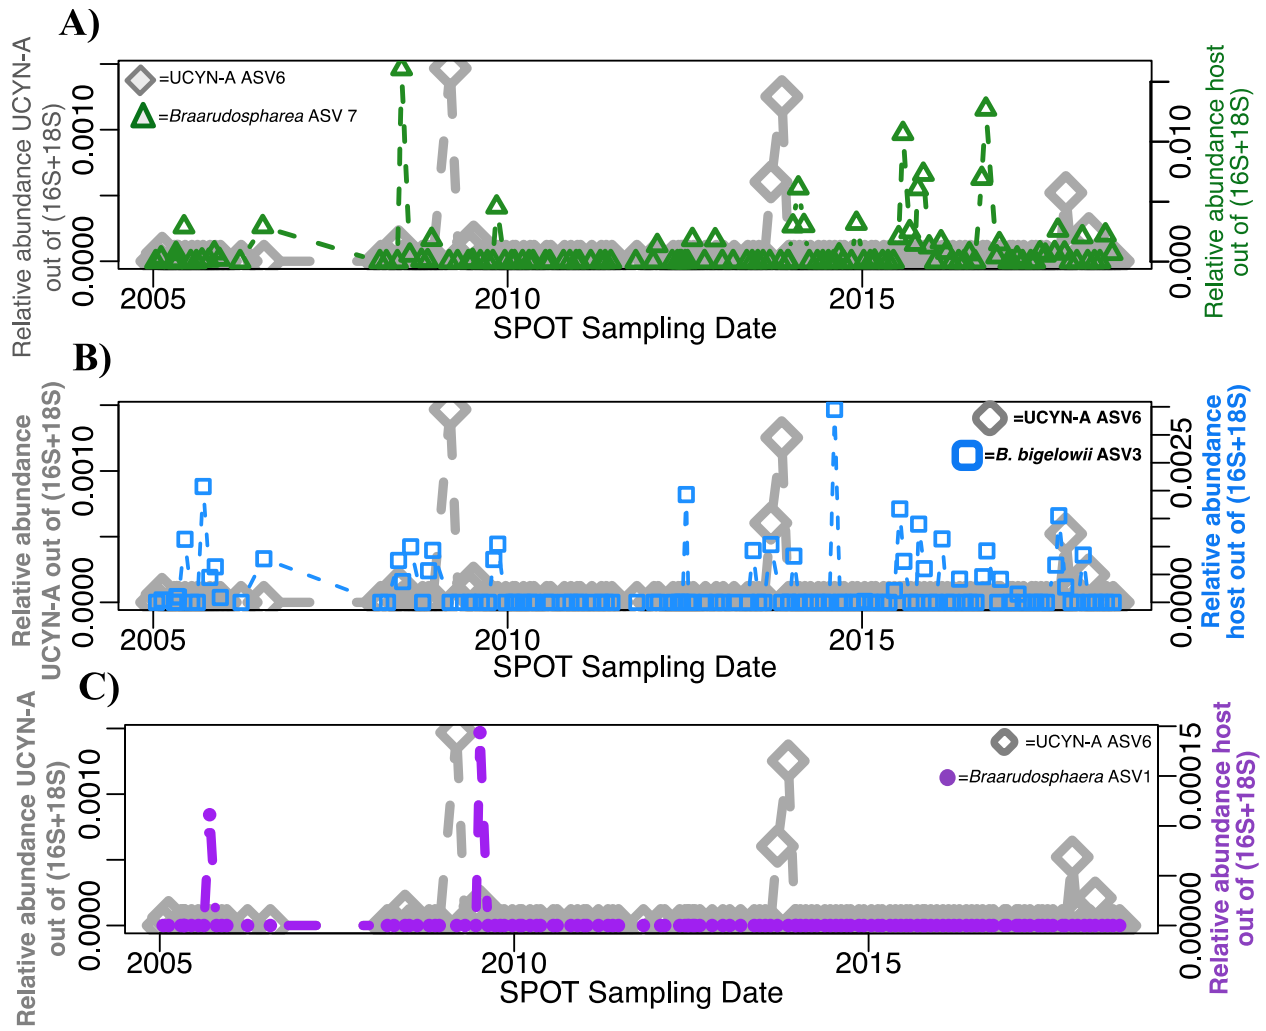 A)
Relative abundance UCYN-A
out of (16S+18S)
0.0000
0.0010
=UCYN-A ASV6
=Braarudospharea ASV 7
0.000
0.010
Relative abundance host
out of (16S+18S)
2005
2010
2015
SPOT Sampling Date
B)
Relative abundance
UCYN-A out of (16S+18S)
0.0000
0.0010
=UCYN-A ASV6
=B. bigelowii ASV3
0.0000
0.0025
Relative abundance
host out of (16S+18S)
2005
2010
2015
SPOT Sampling Date
C)
Relative abundance UCYN-A
out of (16S+18S)
0.0000
0.0010
=UCYN-A ASV6
=Braarudosphaera ASV1
0.00000
0.00015
Relative abundance host
out of (16S+18S)
2005
2010
2015
SPOT Sampling Date